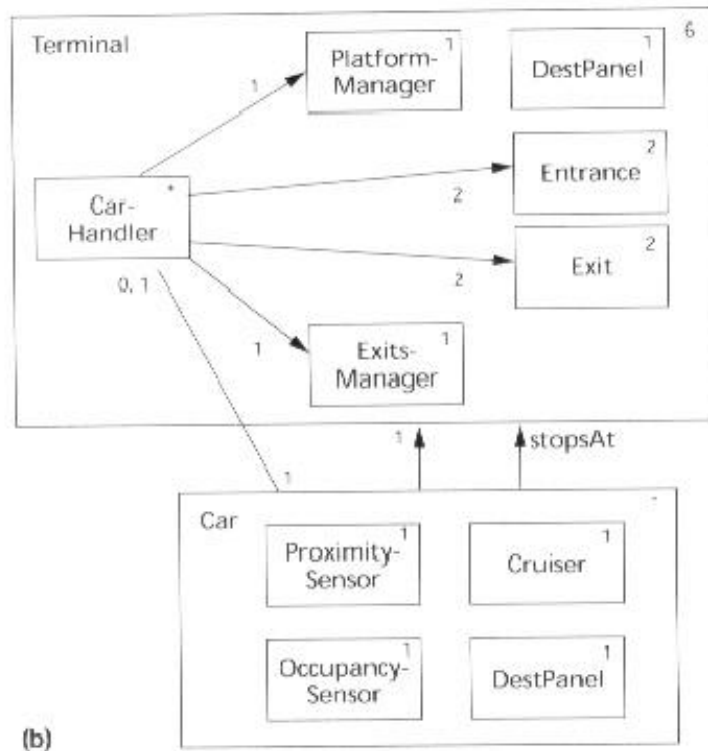 Terminal
6
Platform-
Manager
1
DestPanel
1
1
Entrance
2
2
Car-
Handler
*
Exit
2
2
0, 1
1
Exits-
Manager
1
1
stopsAt
1
Car
Proximity-
Sensor
1
Cruiser
1
Occupancy-
Sensor
1
DestPanel
1
(b)